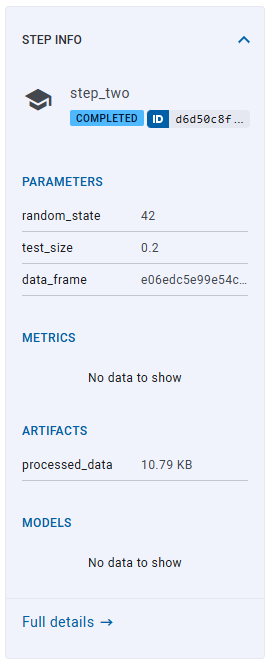 STEP INFO
step_two
COMPLETED ID d6d50c8f...
PARAMETERS
random_state 42
test_size 0.2
data_frame e06edc5e99e54c...
METRICS
No data to show
ARTIFACTS
processed_data 10.79 KB
MODELS
No data to show
Full details →